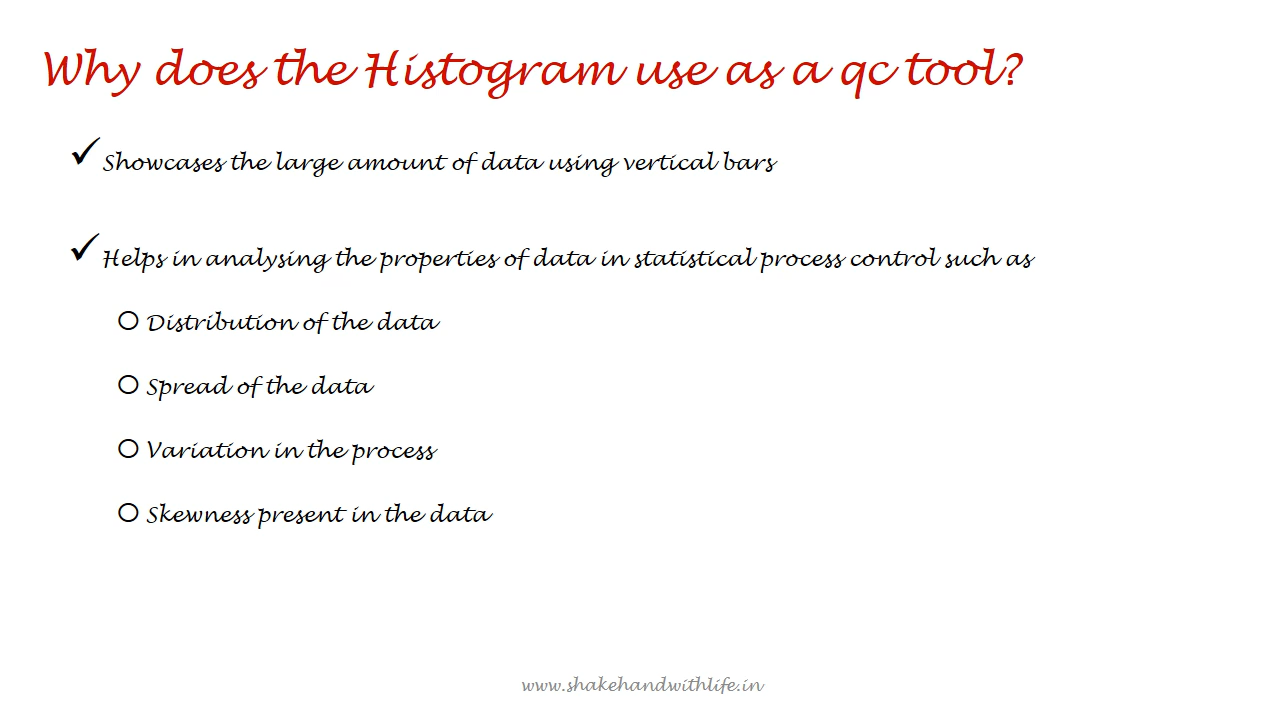 Why does the Histogram use as a qc tool?
✓Showcases the large amount of data using vertical bars
✓Helps in analysing the properties of data in statistical process control such as
○ Distribution of the data
○ Spread of the data
○ Variation in the process
○ Skewness present in the data
www.shakehandwithlife.in